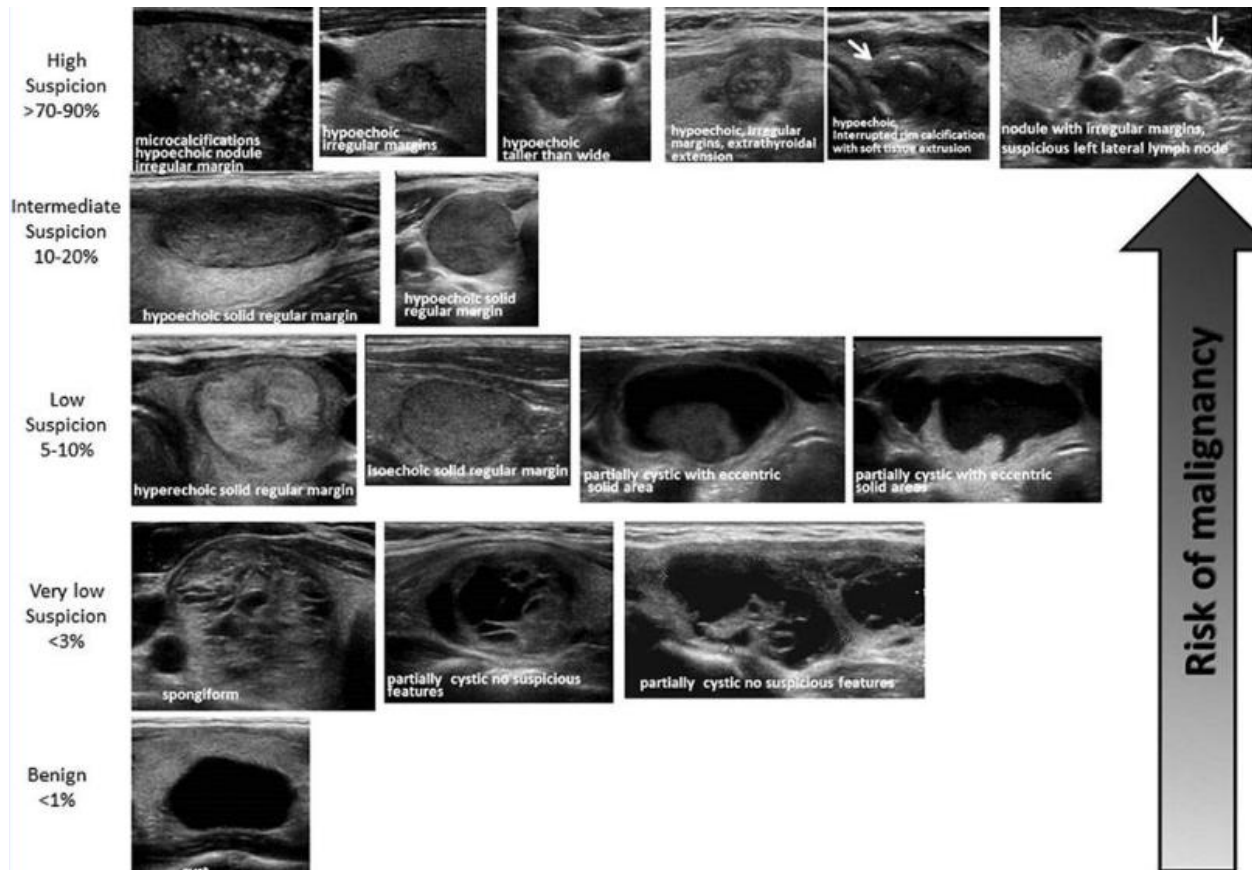 High
Suspicion
>70-90%
microcalcifications
hypoechoic nodule
irregular margin
hypoechoic
irregular margins
hypoechoic
taller than wide
hypoechoic, irregular
margins, extrathyroidal
extension
hypoechoic,
Interrupted rim calcification
with soft tissue extrusion
nodule with irregular margins,
suspicious left lateral lymph node
Intermediate
Suspicion
10-20%
hypoechoic solid regular margin
hypoechoic solid
regular margin
Low
Suspicion
5-10%
hyperechoic solid regular margin
isoechoic solid regular margin
partially cystic with eccentric
solid area
partially cystic with eccentric
solid areas
Very low
Suspicion
<3%
spongiform
partially cystic no suspicious
features
partially cystic no suspicious features
Benign
<1%
Risk of malignancy